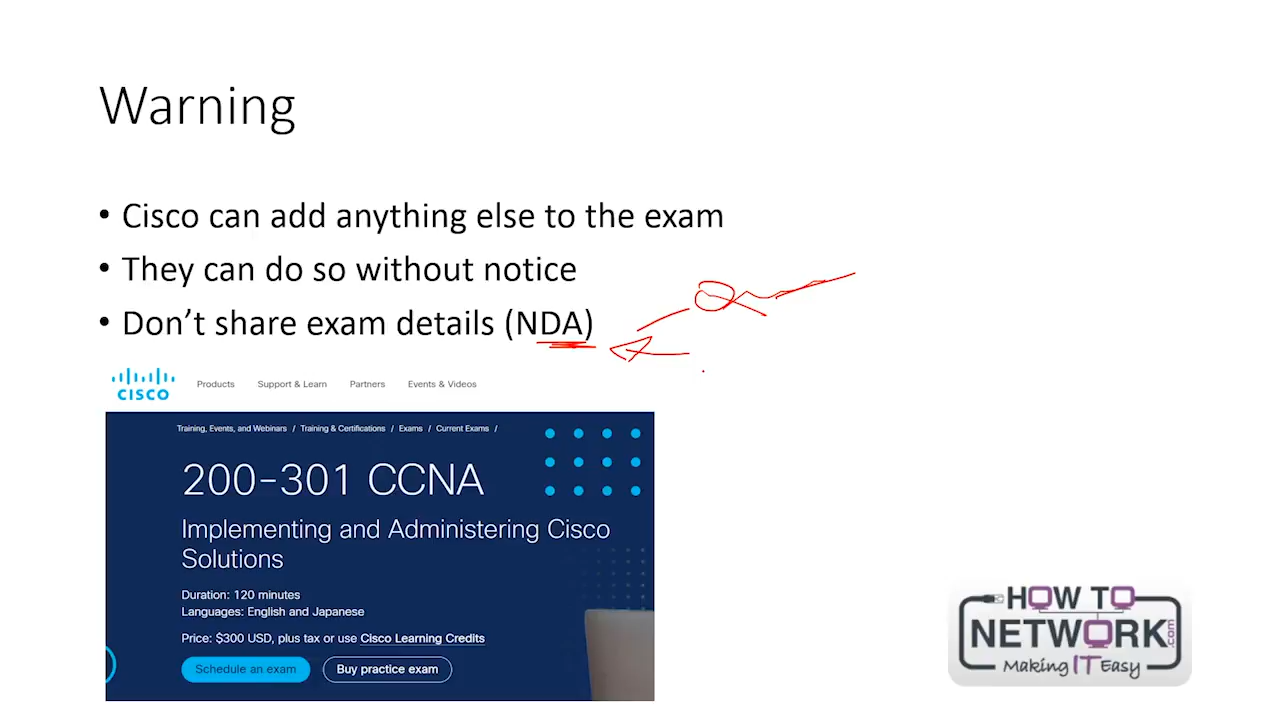 Warning
• Cisco can add anything else to the exam
• They can do so without notice
• Don't share exam details (NDA)
CISCO
Products Support & Learn Partners Events & Videos
Training, Events, and Webinars / Training & Certifications / Exams / Current Exams /
200-301 CCNA
Implementing and Administering Cisco
Solutions
Duration: 120 minutes
Languages: English and Japanese
Price: $300 USD, plus tax or use Cisco Learning Credits
Schedule an exam Buy practice exam
HOW TO
NETWORK.com
Making IT Easy